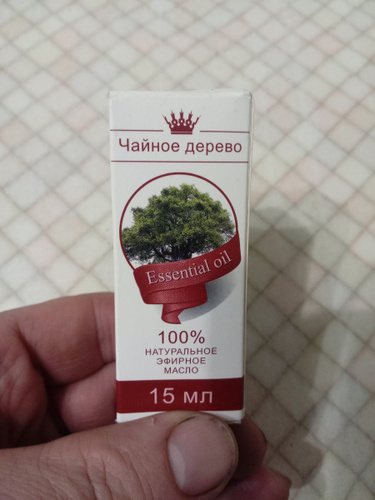 Чайное дерево
Essential oil
100%
НАТУРАЛЬНОЕ
ЭФИРНОЕ
МАСЛО
15 мл